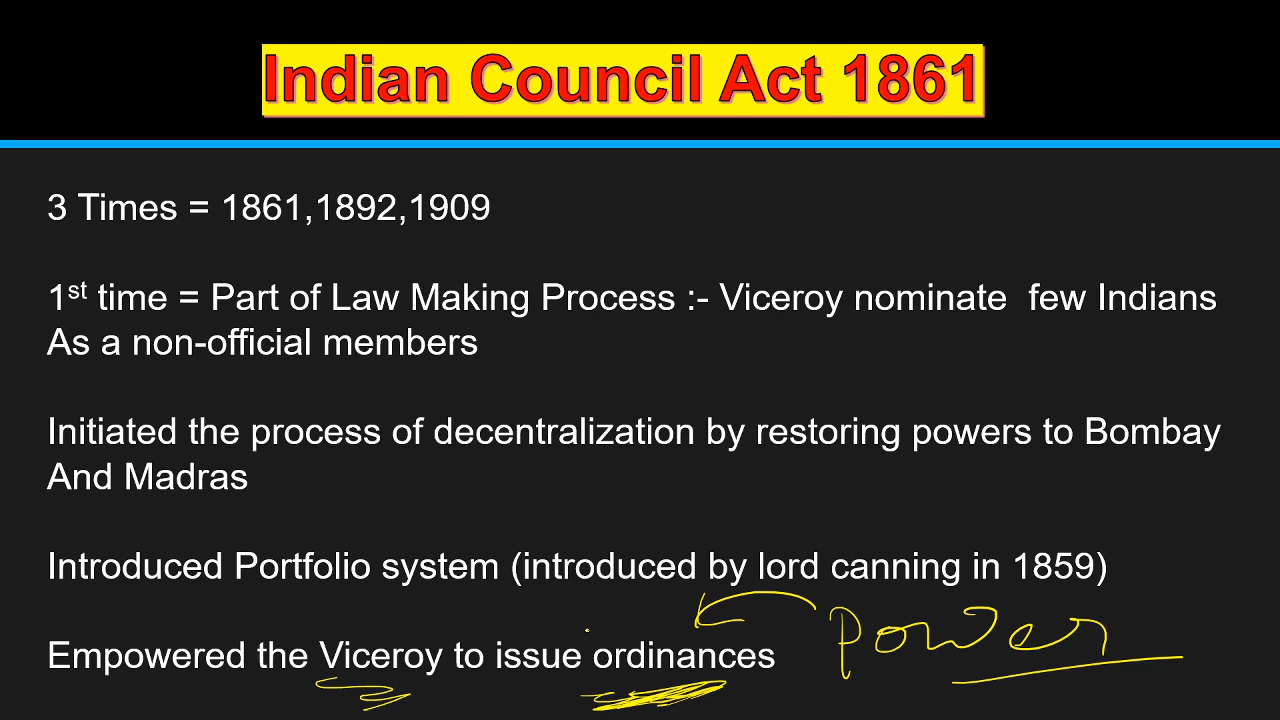 Indian Council Act 1861
3 Times = 1861,1892,1909
1st time = Part of Law Making Process :- Viceroy nominate few Indians
As a non-official members
Initiated the process of decentralization by restoring powers to Bombay
And Madras
Introduced Portfolio system (introduced by lord canning in 1859)
Empowered the Viceroy to issue ordinances
Power